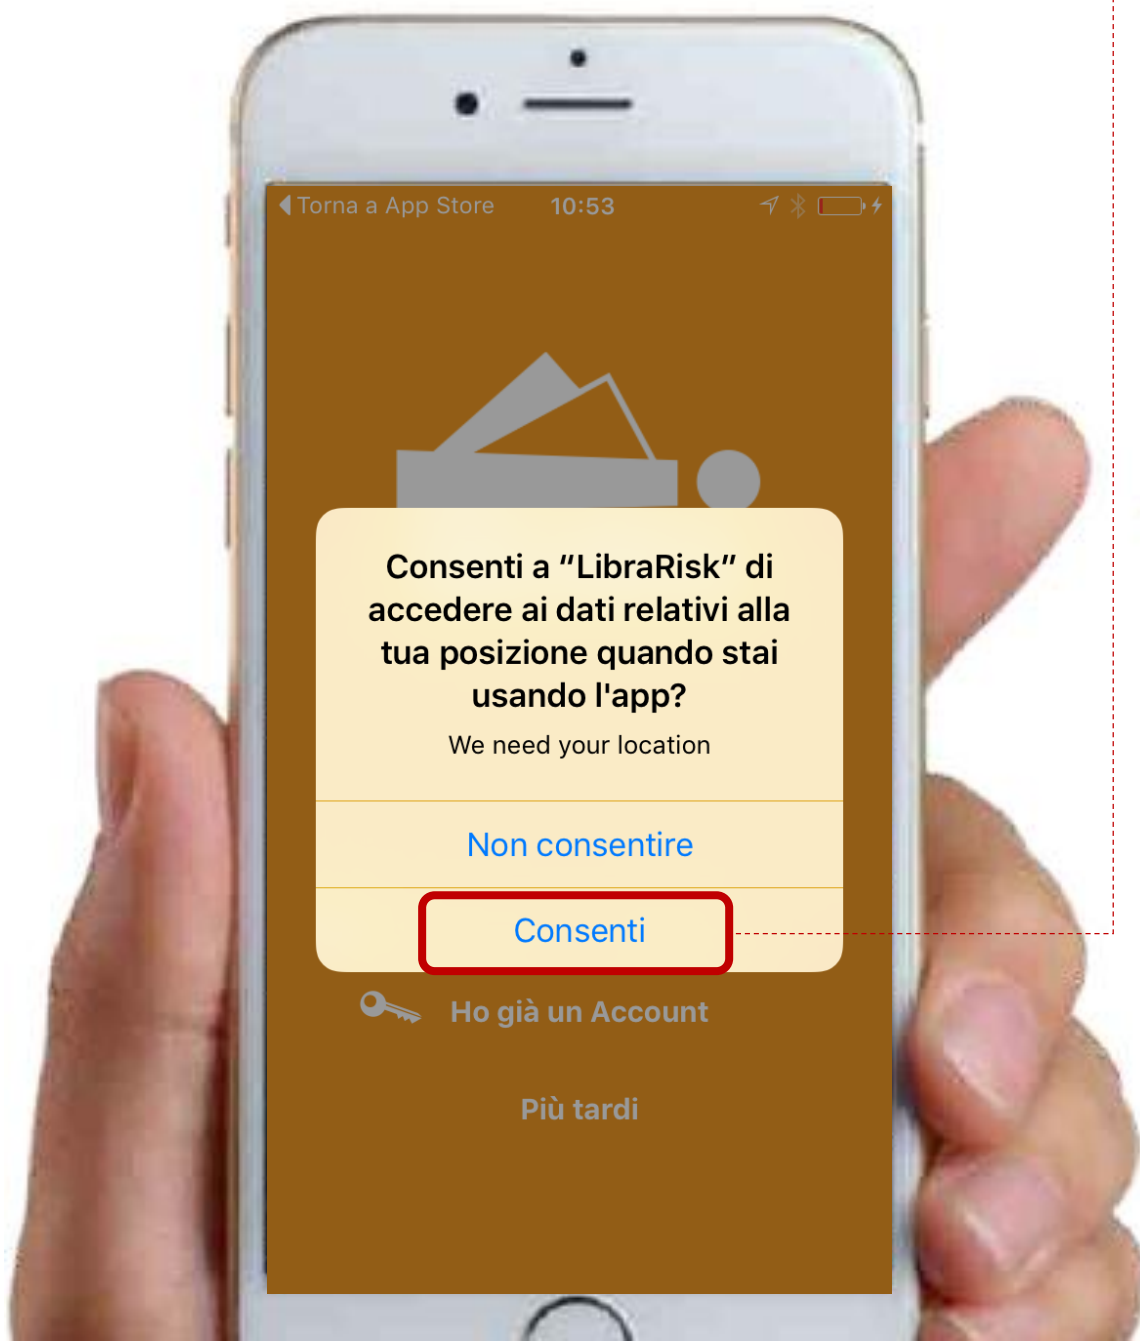 Torna a App Store 10:53
Consenti a “LibraRisk” di
accedere ai dati relativi alla
tua posizione quando stai
usando l'app?
We need your location
Non consentire
Consenti
Ho già un Account
Più tardi